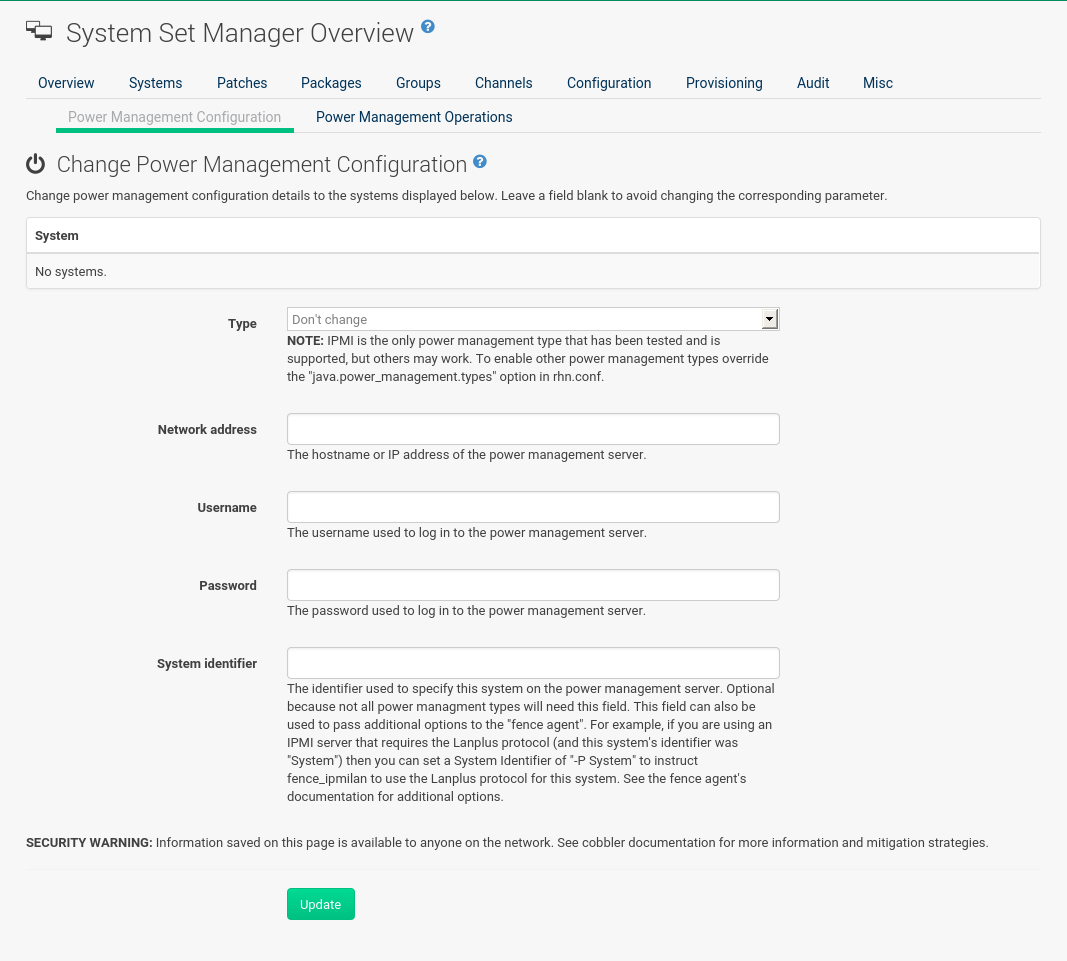 System Set Manager Overview ?
Overview Systems Patches Packages Groups Channels Configuration Provisioning Audit Misc
Power Management Configuration Power Management Operations
Change Power Management Configuration ?
Change power management configuration details to the systems displayed below. Leave a field blank to avoid changing the corresponding parameter.
System
No systems.
Type Don't change
NOTE: IPMI is the only power management type that has been tested and is
supported, but others may work. To enable other power management types override
the "java.power_management.types" option in rhn.conf.
Network address
The hostname or IP address of the power management server.
Username
The username used to log in to the power management server.
Password
The password used to log in to the power management server.
System identifier
The identifier used to specify this system on the power management server. Optional
because not all power managment types will need this field. This field can also be
used to pass additional options to the "fence agent". For example, if you are using an
IPMI server that requires the Lanplus protocol (and this system's identifier was
"System") then you can set a System Identifier of "-P System" to instruct
fence_ipmilan to use the Lanplus protocol for this system. See the fence agent's
documentation for additional options.
SECURITY WARNING: Information saved on this page is available to anyone on the network. See cobbler documentation for more information and mitigation strategies.
Update